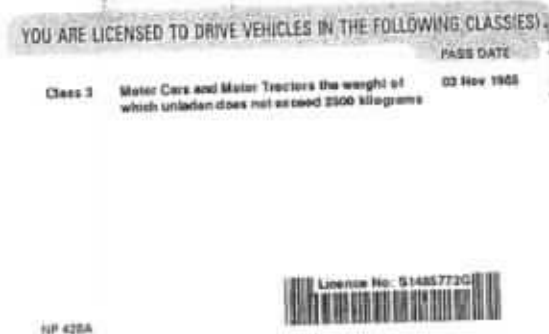 YOU ARE LICENSED TO DRIVE VEHICLES IN THE FOLLOWING CLASS(ES)
PASS DATE
Class 3 Motor Cars and Motor Tractors the weight of 03 Nov
which unladen does not exceed 2500 kilograms
Licence No:
NP 428A